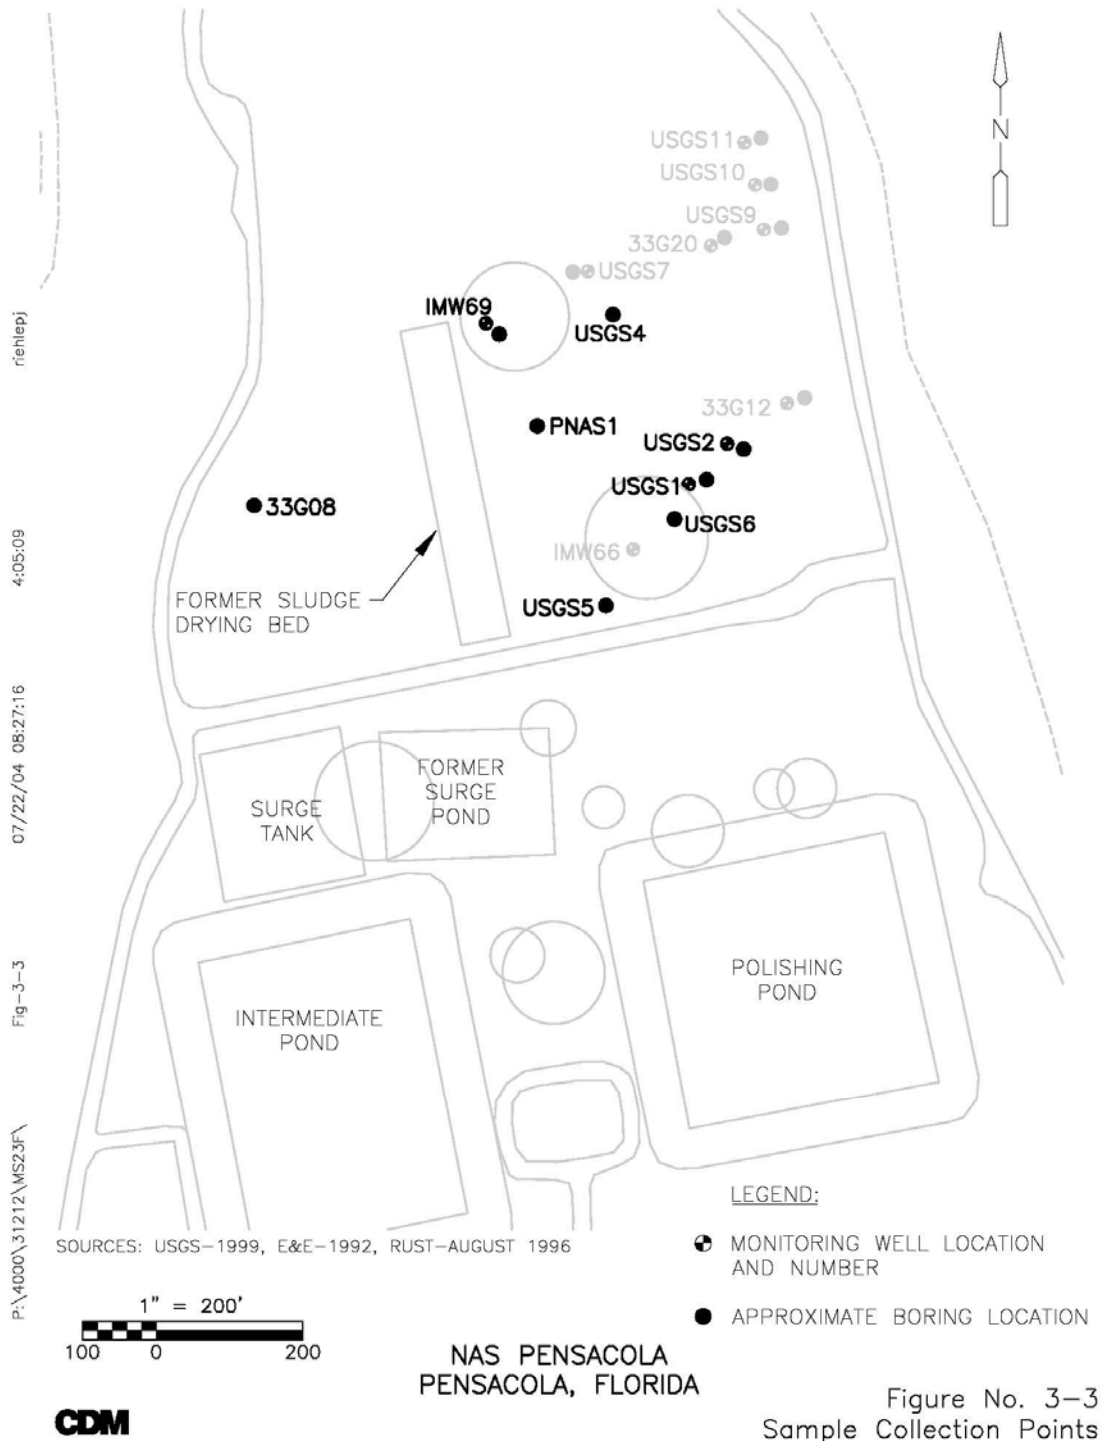 N
USGS11
USGS10
USGS9
33G20
USGS7
IMW69
USGS4
33G12
PNAS1
USGS2
USGS1
33G08
USGS6
IMW66
FORMER SLUDGE
DRYING BED
USGS5
FORMER
SURGE
POND
SURGE
TANK
POLISHING
POND
INTERMEDIATE
POND
riehlepj
4:05:09
07/22/04 08:27:16
Fig-3-3
P:\4000\31212\MS23F\
LEGEND:
MONITORING WELL LOCATION
AND NUMBER
APPROXIMATE BORING LOCATION
SOURCES: USGS-1999, E&E-1992, RUST-AUGUST 1996
1" = 200'
100 0 200
NAS PENSACOLA
PENSACOLA, FLORIDA
CDM
Figure No. 3-3
Sample Collection Points